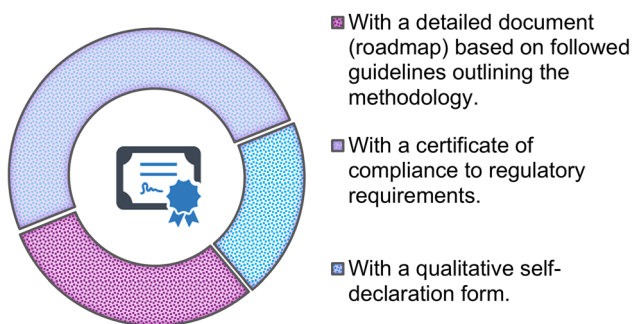 With a detailed document
(roadmap) based on followed
guidelines outlining the
methodology.
With a certificate of
compliance to regulatory
requirements.
With a qualitative self-
declaration form.